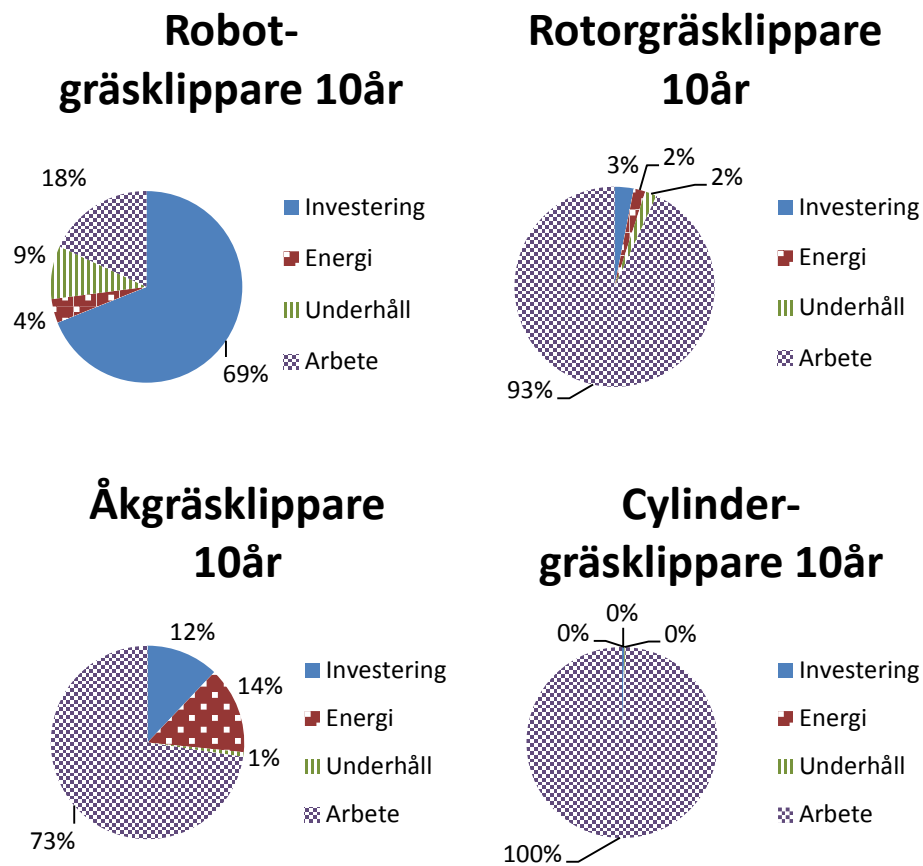 Robot-
gräsklippare 10år
18%
9%
4%
69%
Investering
Energi
Underhåll
Arbete
Rotorgräsklippare
10år
3%
2%
2%
93%
Investering
Energi
Underhåll
Arbete
Åkgräsklippare
10år
12%
14%
1%
73%
Investering
Energi
Underhåll
Arbete
Cylinder-
gräsklippare 10år
0%
0%
0%
100%
Investering
Energi
Underhåll
Arbete